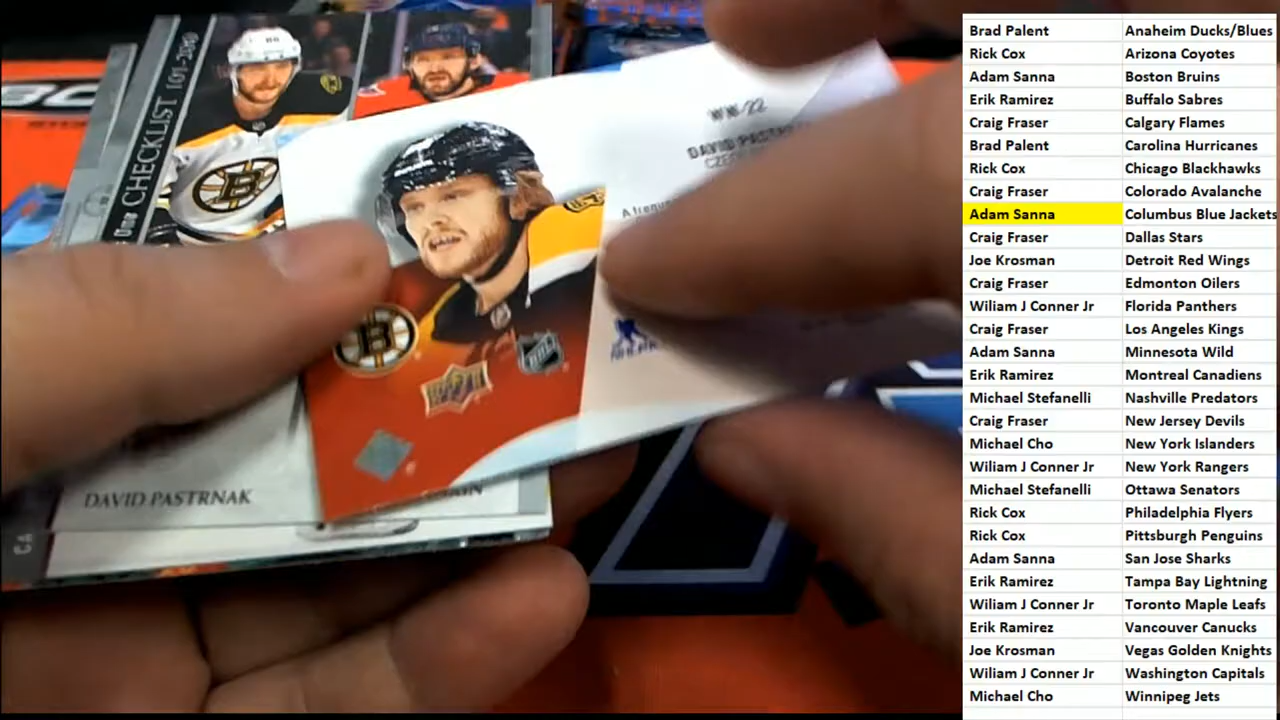 One CHECKLIST (101-200)
WW-22
DAVID PASTRNAK
A freque
DAVID PASTRNAK
CA
Brad Palent Anaheim Ducks/Blues
Rick Cox Arizona Coyotes
Adam Sanna Boston Bruins
Erik Ramirez Buffalo Sabres
Craig Fraser Calgary Flames
Brad Palent Carolina Hurricanes
Rick Cox Chicago Blackhawks
Craig Fraser Colorado Avalanche
Adam Sanna Columbus Blue Jackets
Craig Fraser Dallas Stars
Joe Krosman Detroit Red Wings
Craig Fraser Edmonton Oilers
Wiliam J Conner Jr Florida Panthers
Craig Fraser Los Angeles Kings
Adam Sanna Minnesota Wild
Erik Ramirez Montreal Canadiens
Michael Stefanelli Nashville Predators
Craig Fraser New Jersey Devils
Michael Cho New York Islanders
Wiliam J Conner Jr New York Rangers
Michael Stefanelli Ottawa Senators
Rick Cox Philadelphia Flyers
Rick Cox Pittsburgh Penguins
Adam Sanna San Jose Sharks
Erik Ramirez Tampa Bay Lightning
Wiliam J Conner Jr Toronto Maple Leafs
Erik Ramirez Vancouver Canucks
Joe Krosman Vegas Golden Knights
Wiliam J Conner Jr Washington Capitals
Michael Cho Winnipeg Jets